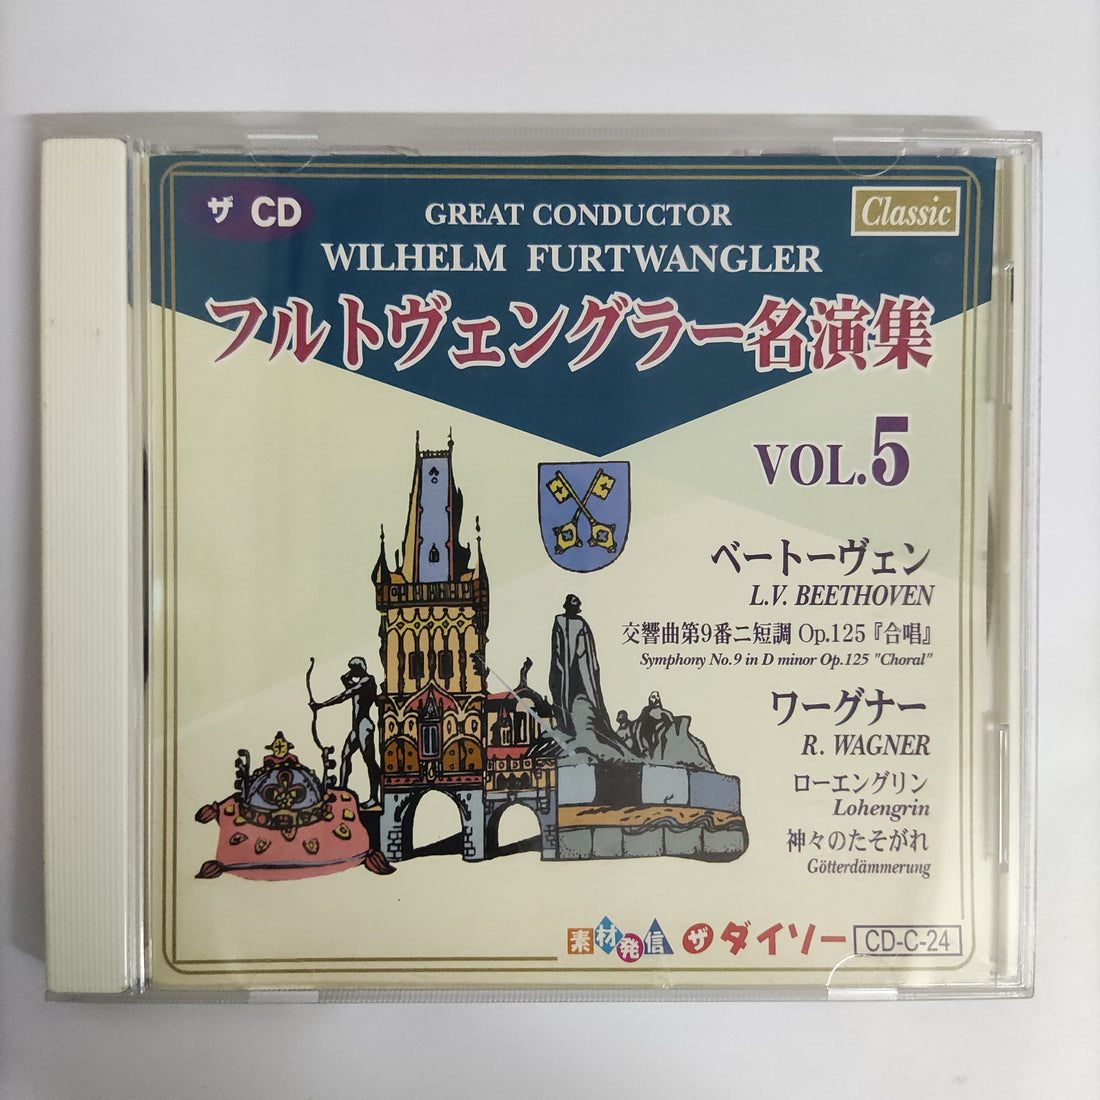 ザ CD
Classic
GREAT CONDUCTOR
WILHELM FURTWANGLER
フルトヴェングラー名演集
VOL.5
ベートーヴェン
L.V. BEETHOVEN
交響曲第9番ニ短調 Op.125『合唱』
Symphony No.9 in D minor Op.125 "Choral"
ワーグナー
R. WAGNER
ローエングリン
Lohengrin
神々のたそがれ
Götterdämmerung
素材発信 ザ ダイソー CD-C-24